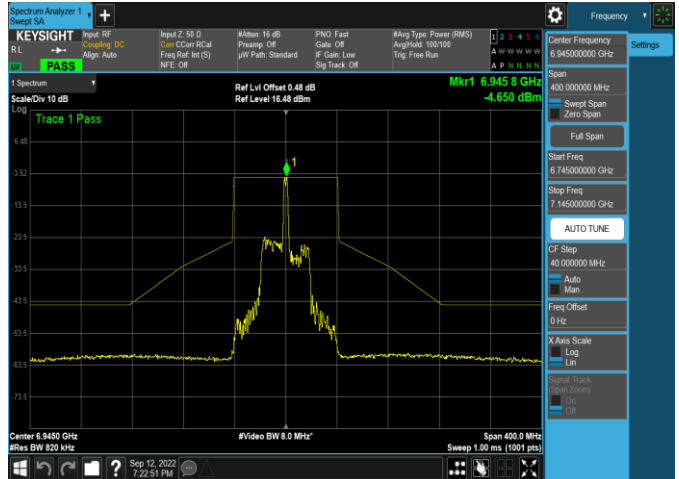 Spectrum Analyzer 1
Swept SA
Frequency
KEYSIGHT
Input: RF
Coupling: DC
Align: Auto
Input Z: 50 Ω
Corr CCorr RCal
Freq Ref: Int (S)
NFE: Off
#Atten: 16 dB
Preamp: Off
µW Path: Standard
PNO: Fast
Gate: Off
IF Gain: Low
Sig Track: Off
#Avg Type: Power (RMS)
Avg|Hold: 100/100
Trig: Free Run
1 2 3 4 5 6
A W W W W W
A P N N N N
RL
PASS
1 Spectrum
Scale/Div 10 dB
Log
Ref Lvl Offset 0.48 dB
Ref Level 16.48 dBm
Mkr1 6.945 8 GHz
-4.650 dBm
Trace 1 Pass
1
6.48
-3.52
-13.5
-23.5
-33.5
-43.5
-53.5
-63.5
-73.5
Center 6.9450 GHz
#Res BW 820 kHz
#Video BW 8.0 MHz*
Span 400.0 MHz
Sweep 1.00 ms (1001 pts)
Sep 12, 2022
7:22:51 PM
Center Frequency
6.945000000 GHz
Settings
Span
400.000000 MHz
Swept Span
Zero Span
Full Span
Start Freq
6.745000000 GHz
Stop Freq
7.145000000 GHz
AUTO TUNE
CF Step
40.000000 MHz
Auto
Man
Freq Offset
0 Hz
X Axis Scale
Log
Lin
Signal Track
(Span Zoom)
On
Off